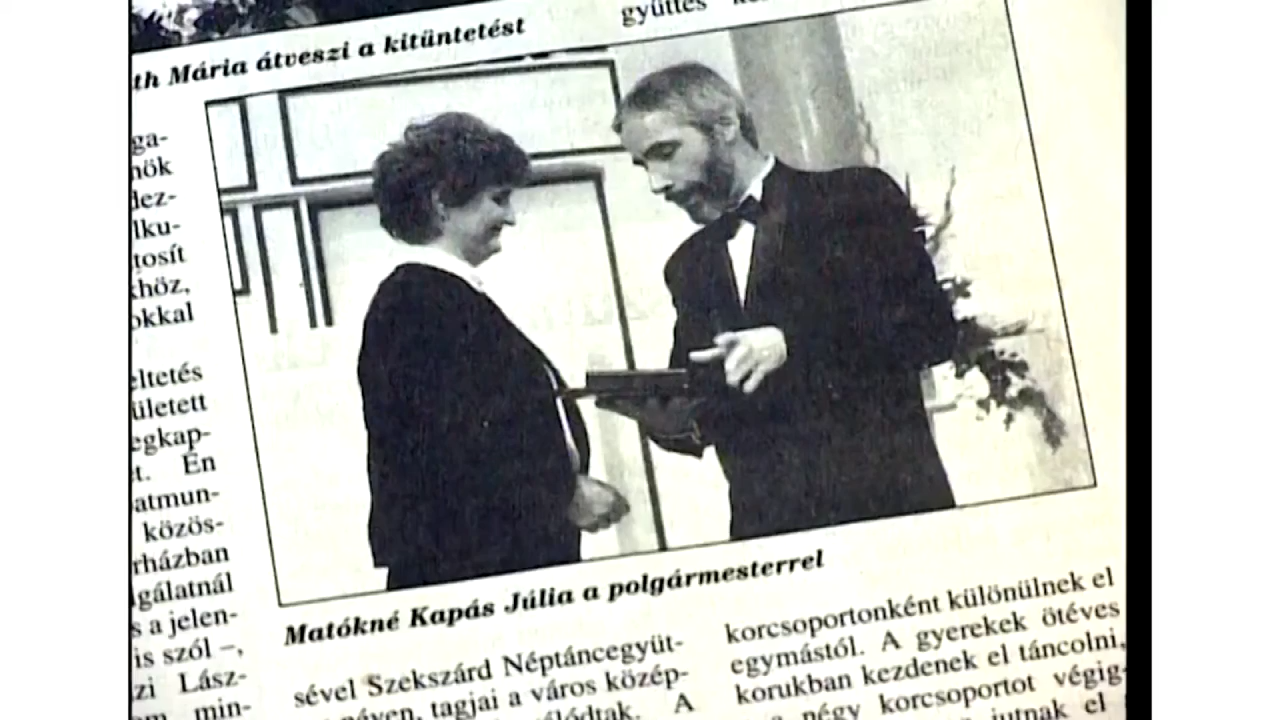 th Mária átveszi a kitüntetést
gyüttes
ga-
nök
dez-
lku-
tosít
khöz,
okkal
eltetés
ületett
egkap-
t. Én
atmun-
közös-
rházban
gálatnál
s a jelen-
is szól –,
zi Lász-
min-
Matókné Kapás Júlia a polgármesterrel
sével Szekszárd Néptáncegyüt-
néven, tagjai a város közép-
A
korcsoportonként különülnek el
egymástól. A gyerekek ötéves
korukban kezdenek el táncolni,
a négy korcsoportot végig-
jutnak el